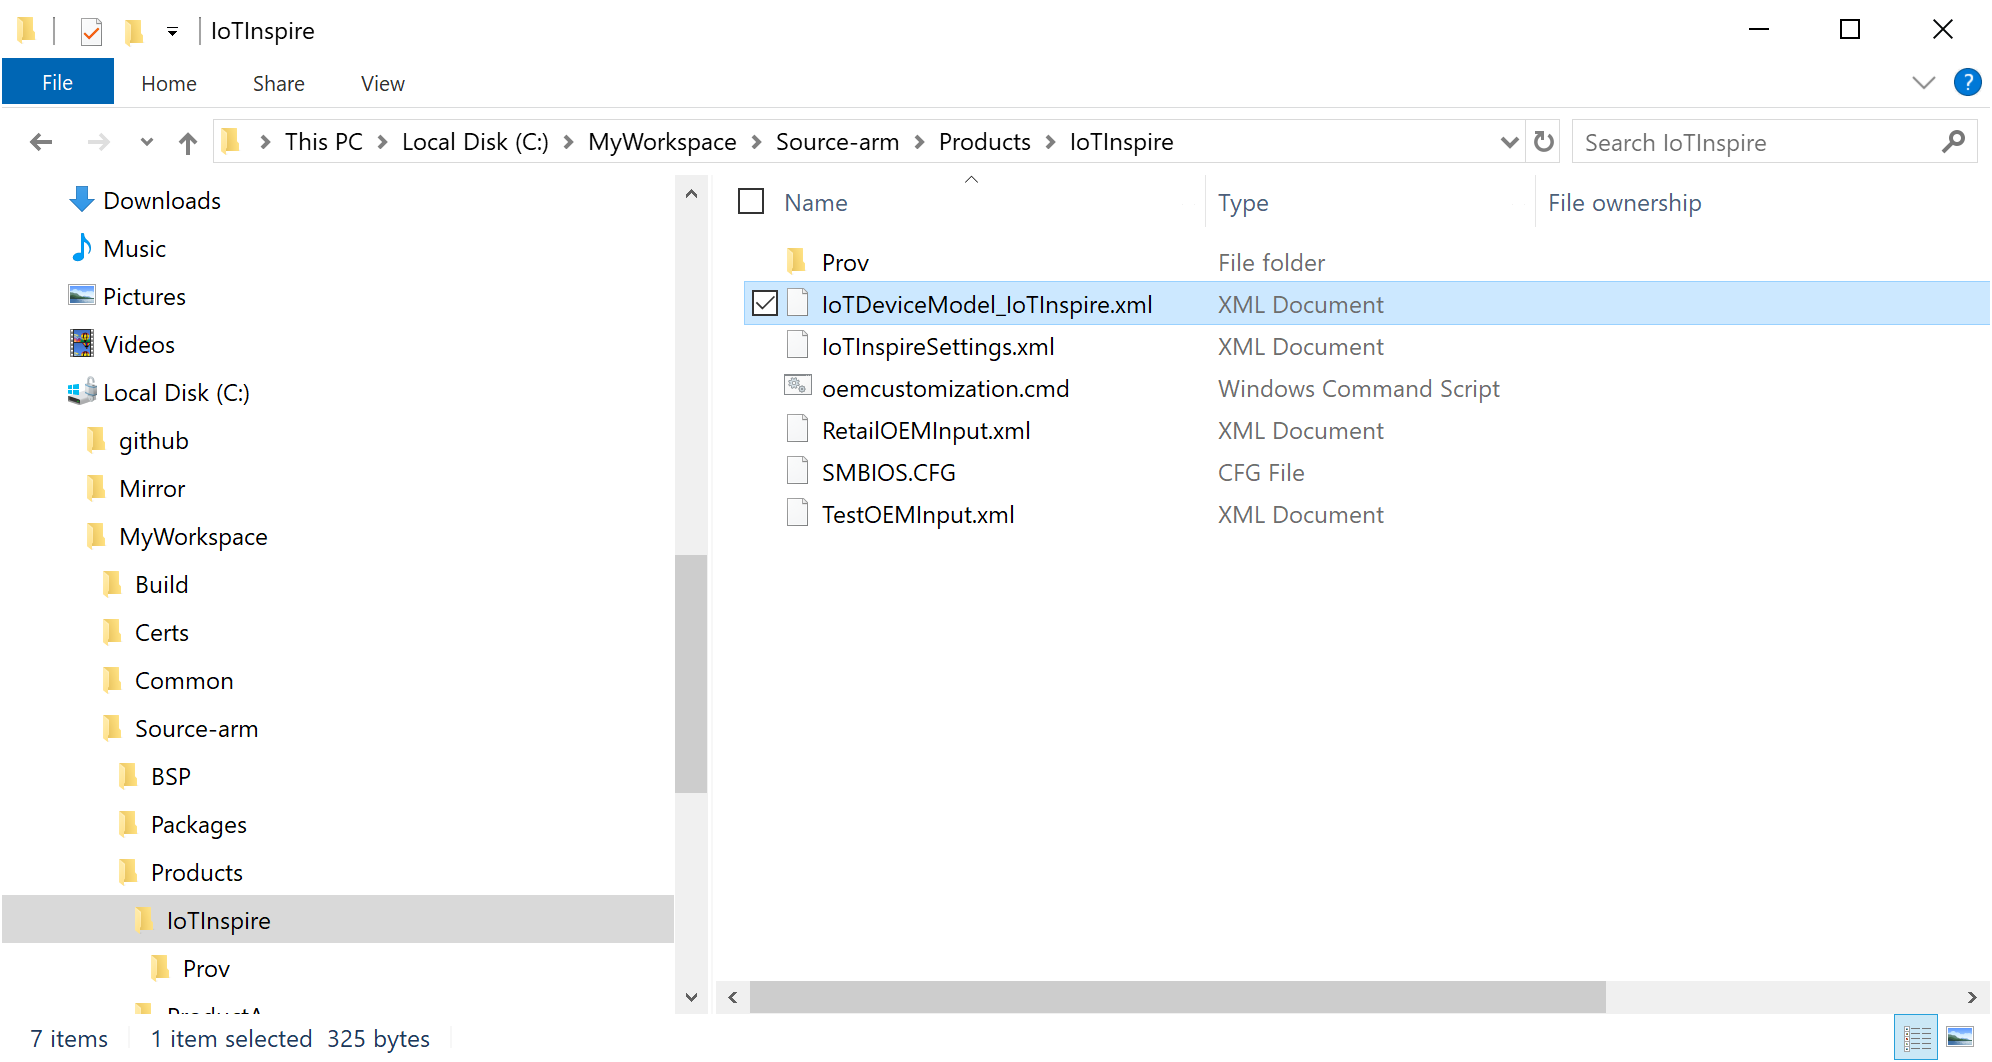 IoTInspire
File Home Share View ?
This PC Local Disk (C:) MyWorkspace Source-arm Products IoTInspire
Search IoTInspire
Downloads
Music
Pictures
Videos
Local Disk (C:)
github
Mirror
MyWorkspace
Build
Certs
Common
Source-arm
BSP
Packages
Products
IoTInspire
Prov
ProductA
Name Type File ownership
Prov File folder
IoTDeviceModel_IoTInspire.xml XML Document
IoTInspireSettings.xml XML Document
oemcustomization.cmd Windows Command Script
RetailOEMInput.xml XML Document
SMBIOS.CFG CFG File
TestOEMInput.xml XML Document
7 items 1 item selected 325 bytes